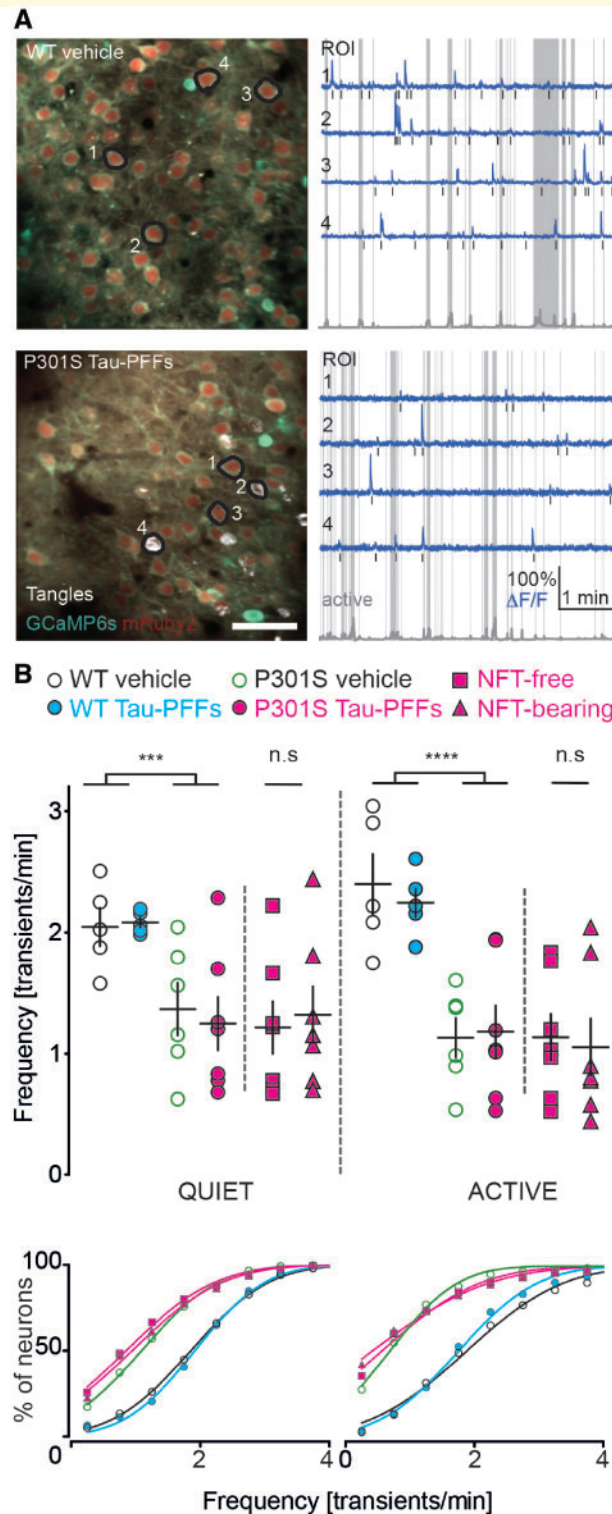 A
WT vehicle
4
3
1
2
ROI
1
2
3
4
P301S Tau-PFFs
1
2
3
4
Tangles
GCaMP6s mRuby2
ROI
1
2
3
4
100%
ΔF/F
1 min
active
B
WT vehicle P301S vehicle NFT-free
WT Tau-PFFs P301S Tau-PFFs NFT-bearing
*** n.s **** n.s
Frequency [transients/min]
3
2
1
0
QUIET ACTIVE
% of neurons
100
50
0
0 2 4 0 2 4
Frequency [transients/min]